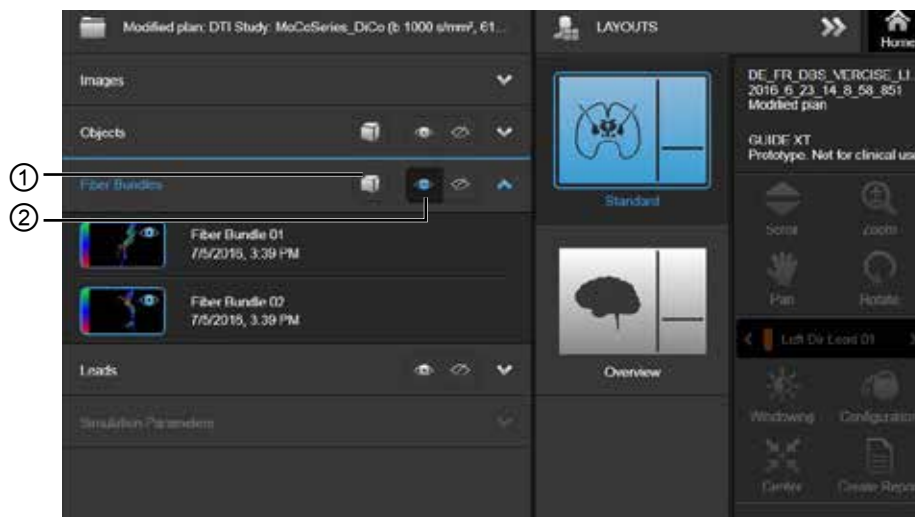 Modified plan: DTI Study: MoCoSeries_DiCo (b 1000 s/mm², 61...
Images
Objects
Fiber Bundles
Fiber Bundle 01
7/5/2016, 3:39 PM
Fiber Bundle 02
7/5/2016, 3:39 PM
Leads
Simulation Parameters
1
2
LAYOUTS
Standard
Overview
Home
DE_FR_DBS_VERCISE_LI
2016_6_23_14_8_58_851
Modified plan
GUIDE XT
Prototype. Not for clinical use
Scroll
Zoom
Pan
Rotate
Left Dir Lead 01
Windowing
Configuration
Center
Create Report